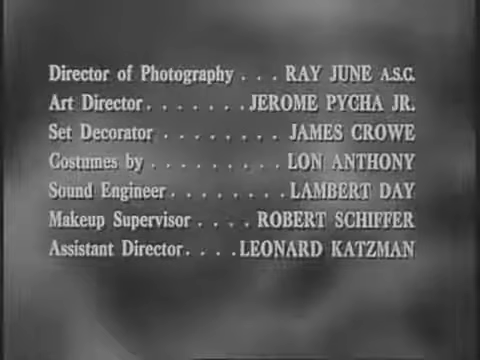 Director of Photography . . . RAY JUNE A.S.C.
Art Director . . . . . . . JEROME PYCHA JR.
Set Decorator . . . . . . . . JAMES CROWE
Costumes by . . . . . . . . . LON ANTHONY
Sound Engineer . . . . . . . . LAMBERT DAY
Makeup Supervisor . . . . ROBERT SCHIFFER
Assistant Director . . . . LEONARD KATZMAN